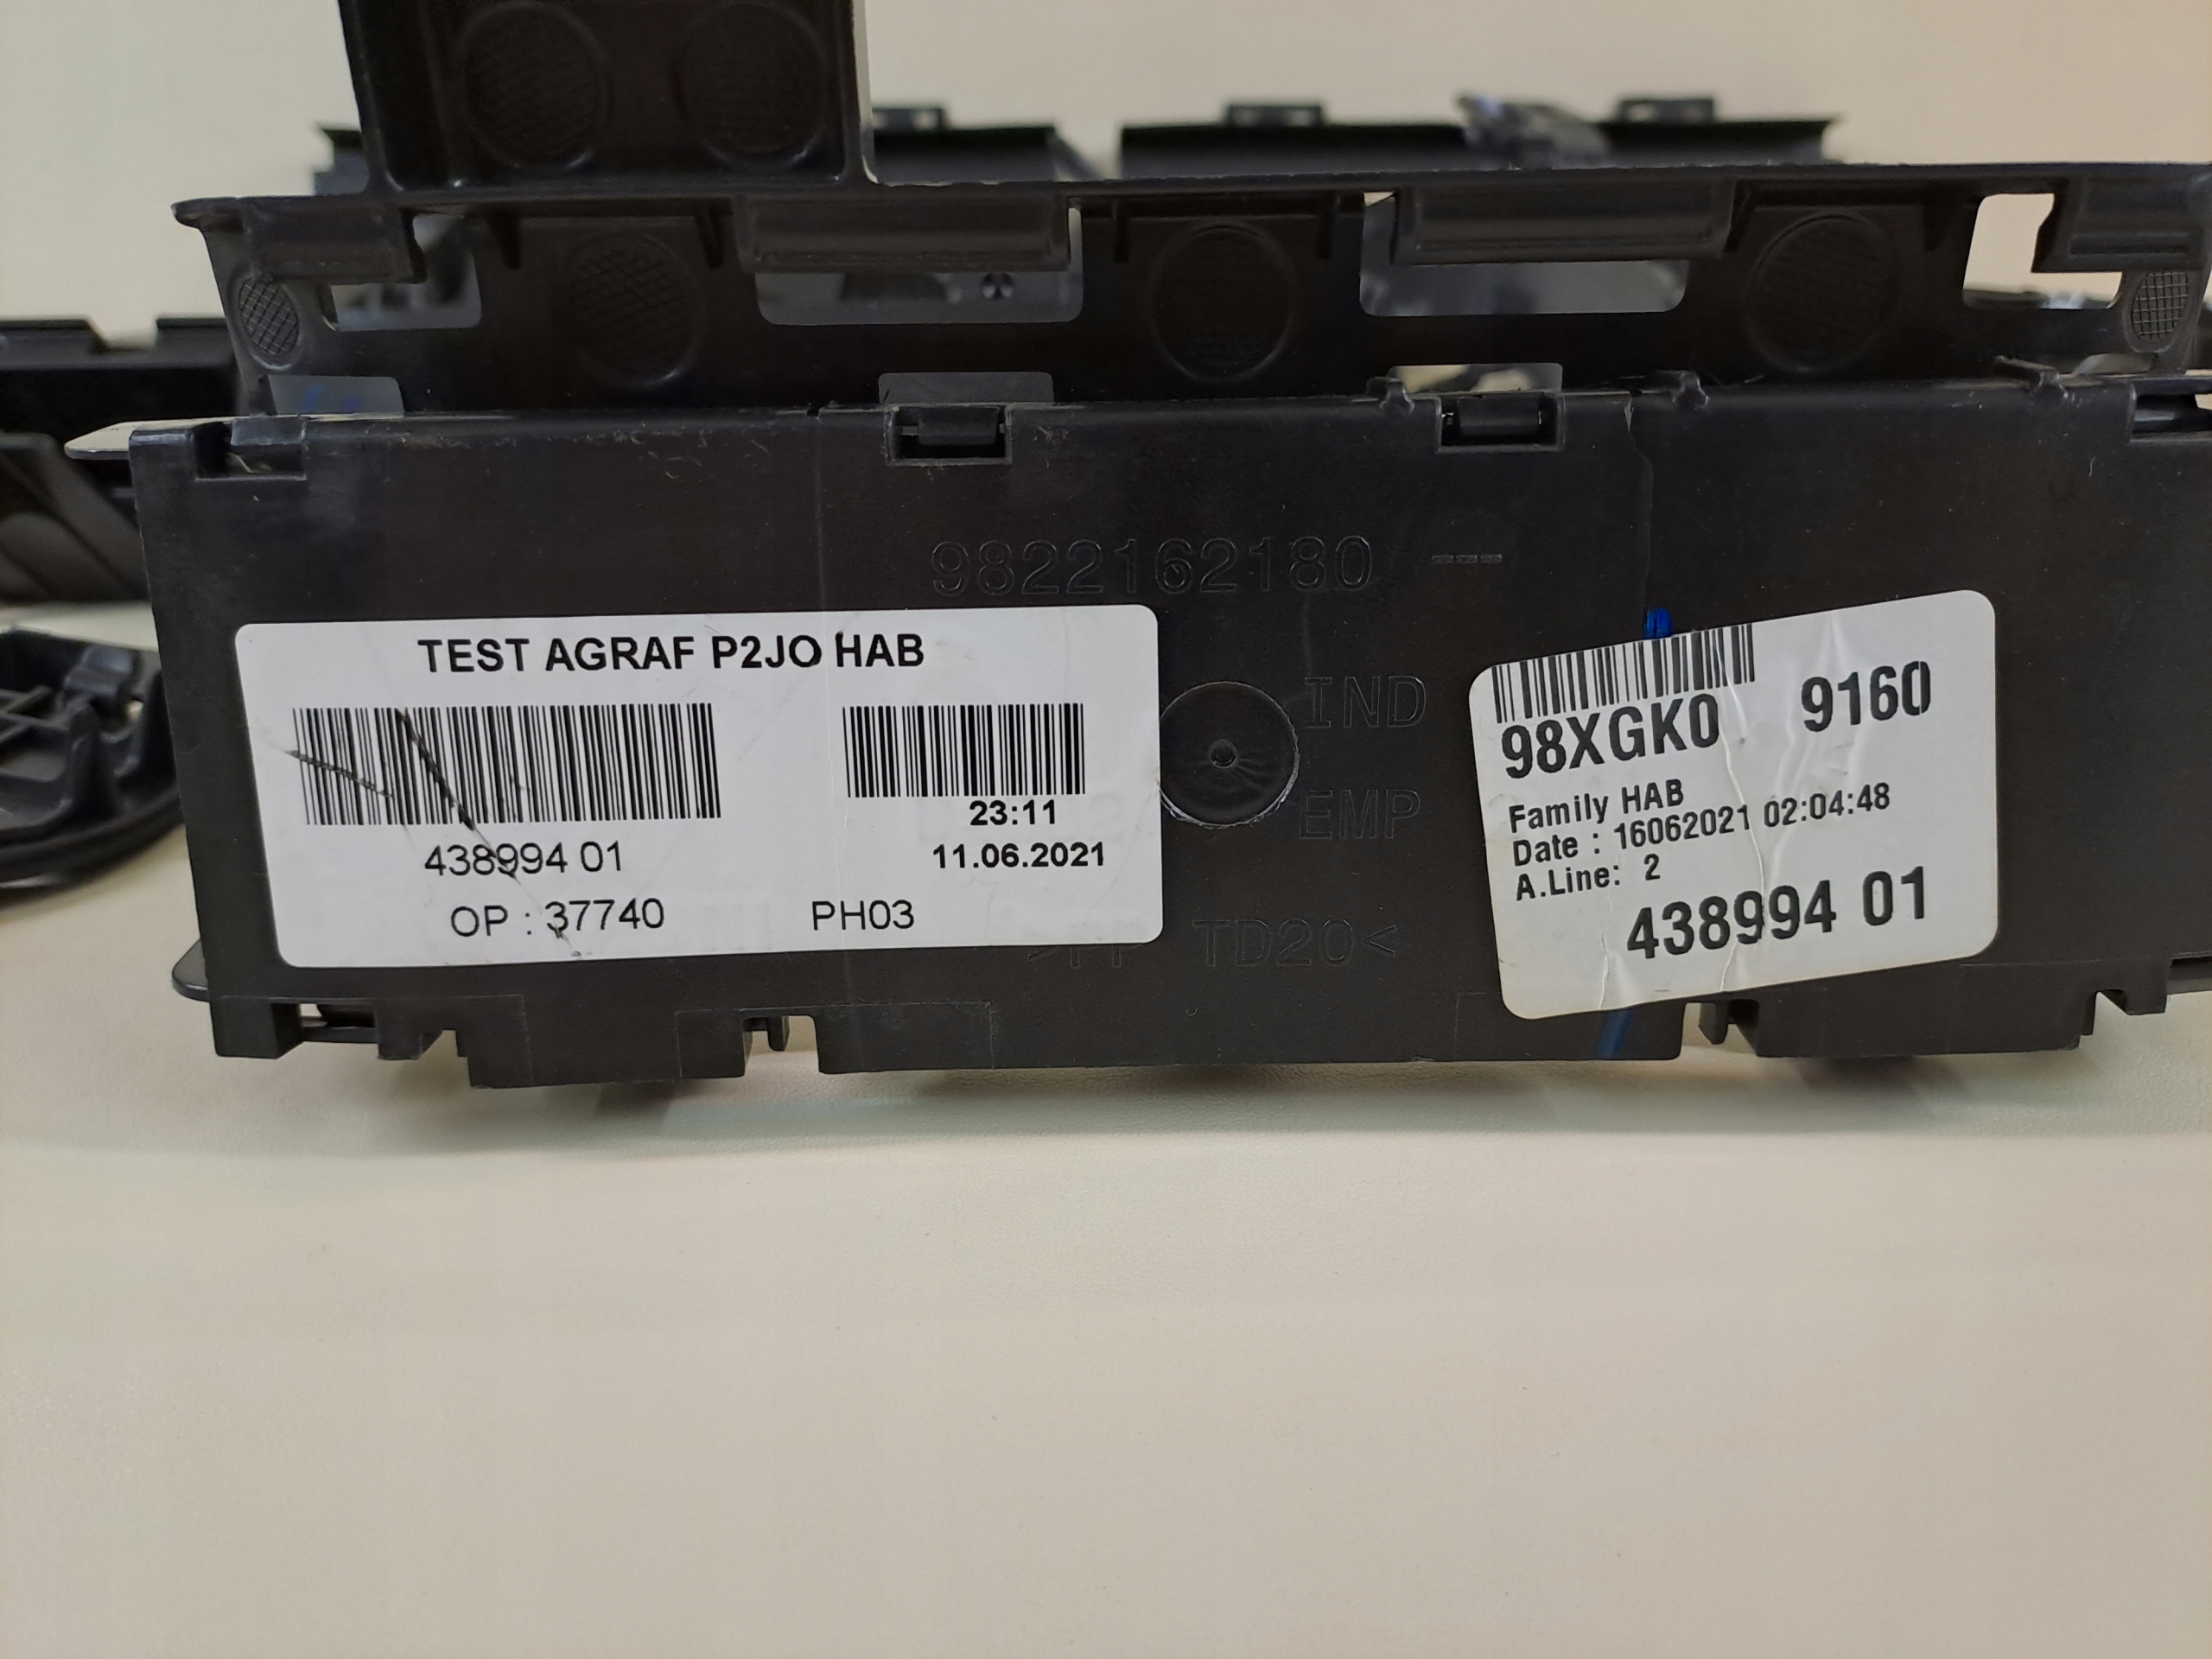 9822162180 ---
TEST AGRAF P2JO HAB
23:11
438994 01
11.06.2021
OP : 37740 PH03
IND
EMP
TD20<
98XGK0 9160
Family HAB
Date : 16062021 02:04:48
A.Line: 2
438994 01